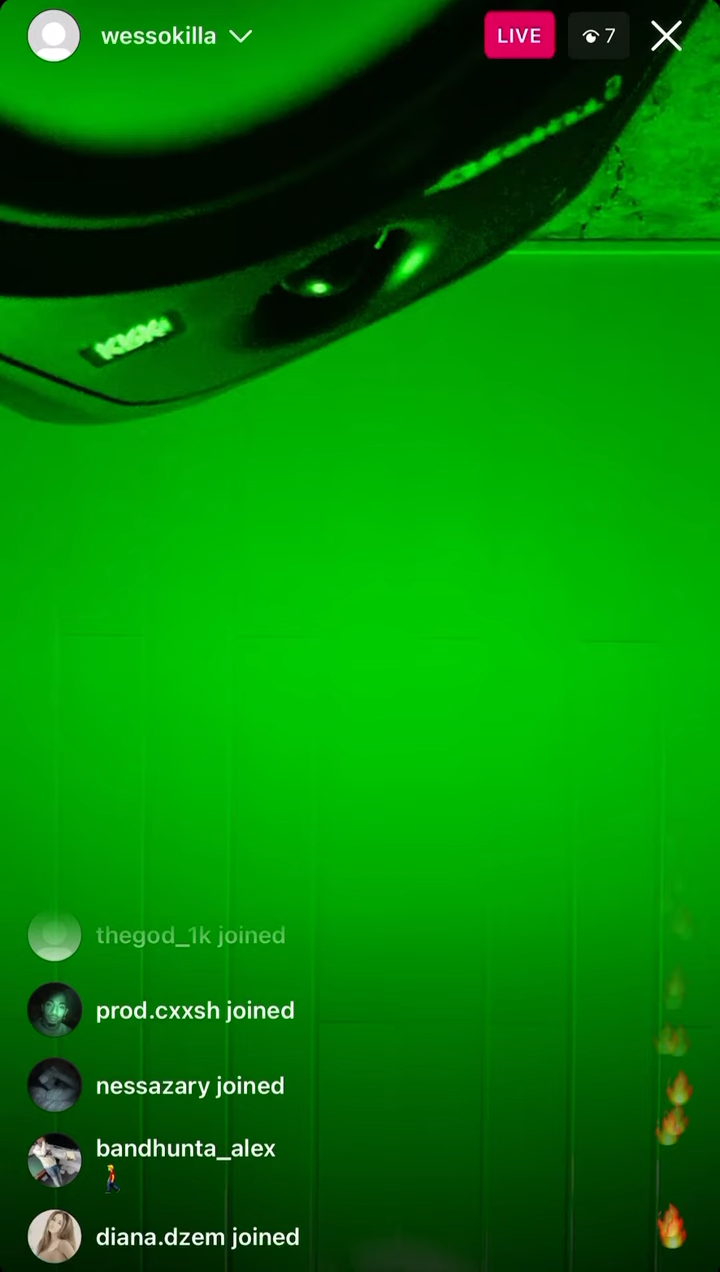 wessokilla
LIVE
7
thegod_1k joined
prod.cxxsh joined
nessazary joined
bandhunta_alex
🚶
diana.dzem joined